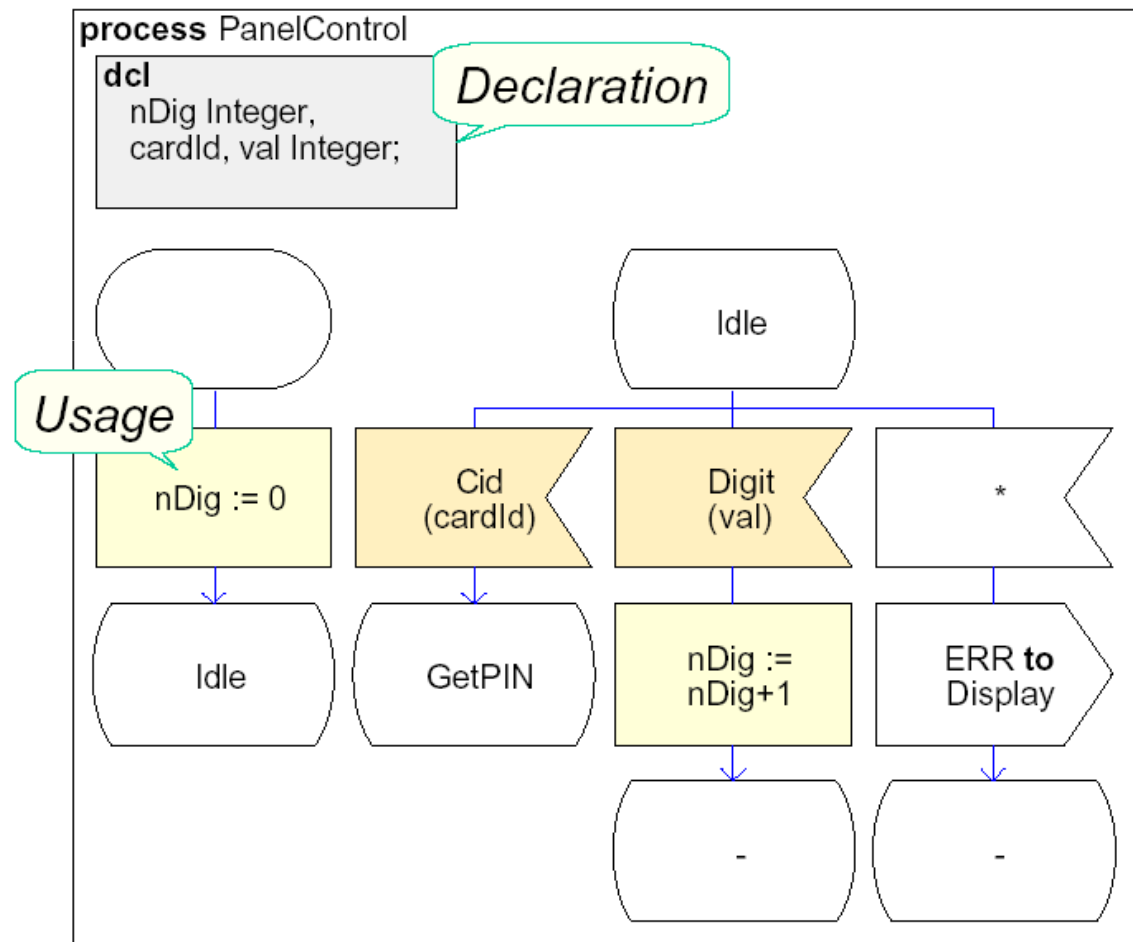 process PanelControl
dcl
nDig Integer,
cardId, val Integer;
Declaration
Idle
Usage
nDig := 0
Cid
(cardId)
Digit
(val)
*
Idle
GetPIN
nDig :=
nDig+1
ERR to
Display
-
-